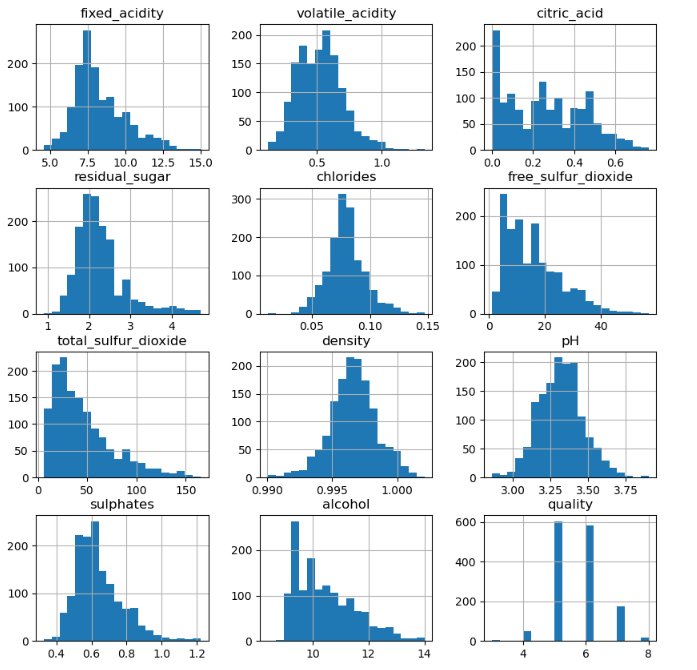 fixed_acidity volatile_acidity citric_acid
200 100 0 5.0 7.5 10.0 12.5 15.0
200 150 100 50 0 0.5 1.0
200 150 100 50 0 0.0 0.2 0.4 0.6
residual_sugar chlorides free_sulfur_dioxide
200 100 0 1 2 3 4
300 200 100 0 0.05 0.10 0.15
200 100 0 0 20 40
total_sulfur_dioxide density pH
200 150 100 50 0 0 50 100 150
200 150 100 50 0 0.990 0.995 1.000
200 150 100 50 0 3.00 3.25 3.50 3.75
sulphates alcohol quality
200 100 0 0.4 0.6 0.8 1.0 1.2
200 100 0 10 12 14
600 400 200 0 4 6 8